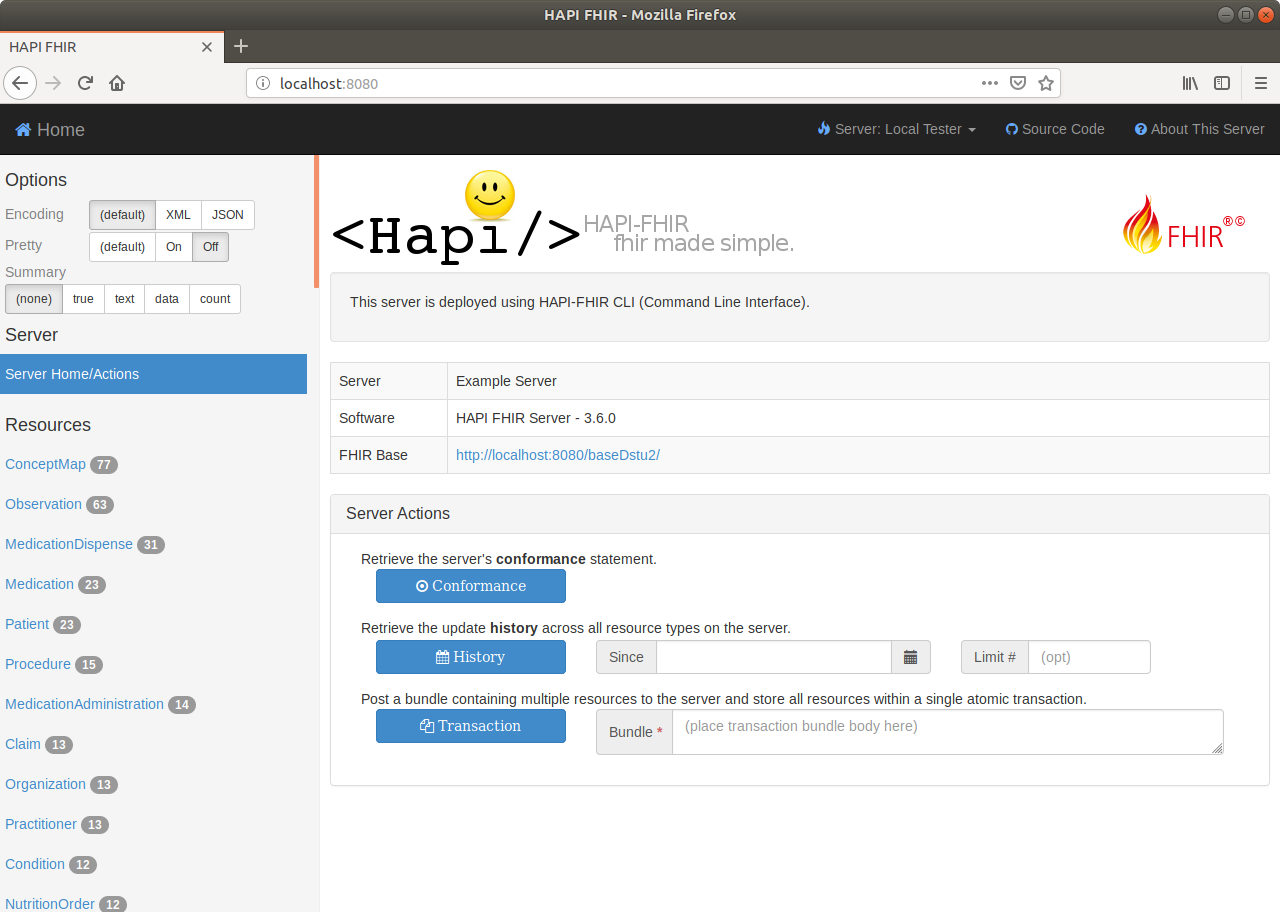 HAPI FHIR - Mozilla Firefox
HAPI FHIR
localhost:8080
Home
Server: Local Tester
Source Code
About This Server
Options
Encoding (default) XML JSON
Pretty (default) On Off
Summary
(none) true text data count
Server
Server Home/Actions
Resources
ConceptMap 77
Observation 63
MedicationDispense 31
Medication 23
Patient 23
Procedure 15
MedicationAdministration 14
Claim 13
Organization 13
Practitioner 13
Condition 12
NutritionOrder 12
<Hapi/>
HAPI-FHIR
fhir made simple.
FHIR®©
This server is deployed using HAPI-FHIR CLI (Command Line Interface).
Server Example Server
Software HAPI FHIR Server - 3.6.0
FHIR Base http://localhost:8080/baseDstu2/
Server Actions
Retrieve the server's conformance statement.
Conformance
Retrieve the update history across all resource types on the server.
History Since Limit # (opt)
Post a bundle containing multiple resources to the server and store all resources within a single atomic transaction.
Transaction Bundle * (place transaction bundle body here)